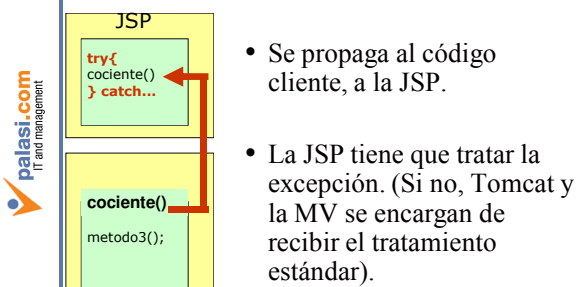 palasi.com
IT and management
JSP
try{
cociente()
} catch...
cociente()
metodo3();
• Se propaga al código
cliente, a la JSP.
• La JSP tiene que tratar la
excepción. (Si no, Tomcat y
la MV se encargan de
recibir el tratamiento
estándar).